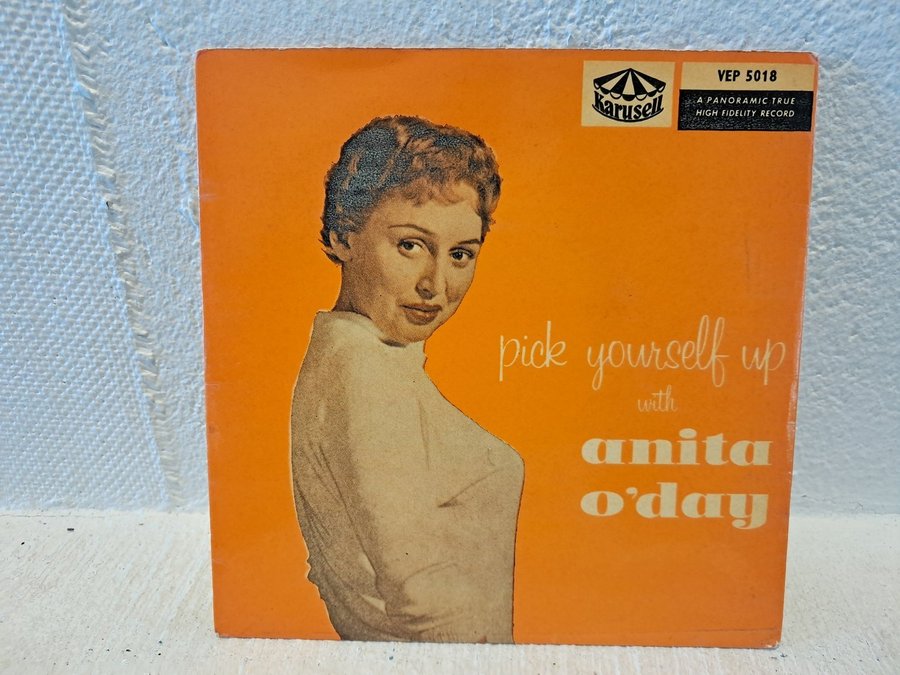 Karusell
VEP 5018
A PANORAMIC TRUE
HIGH FIDELITY RECORD
pick yourself up
with
anita
o'day